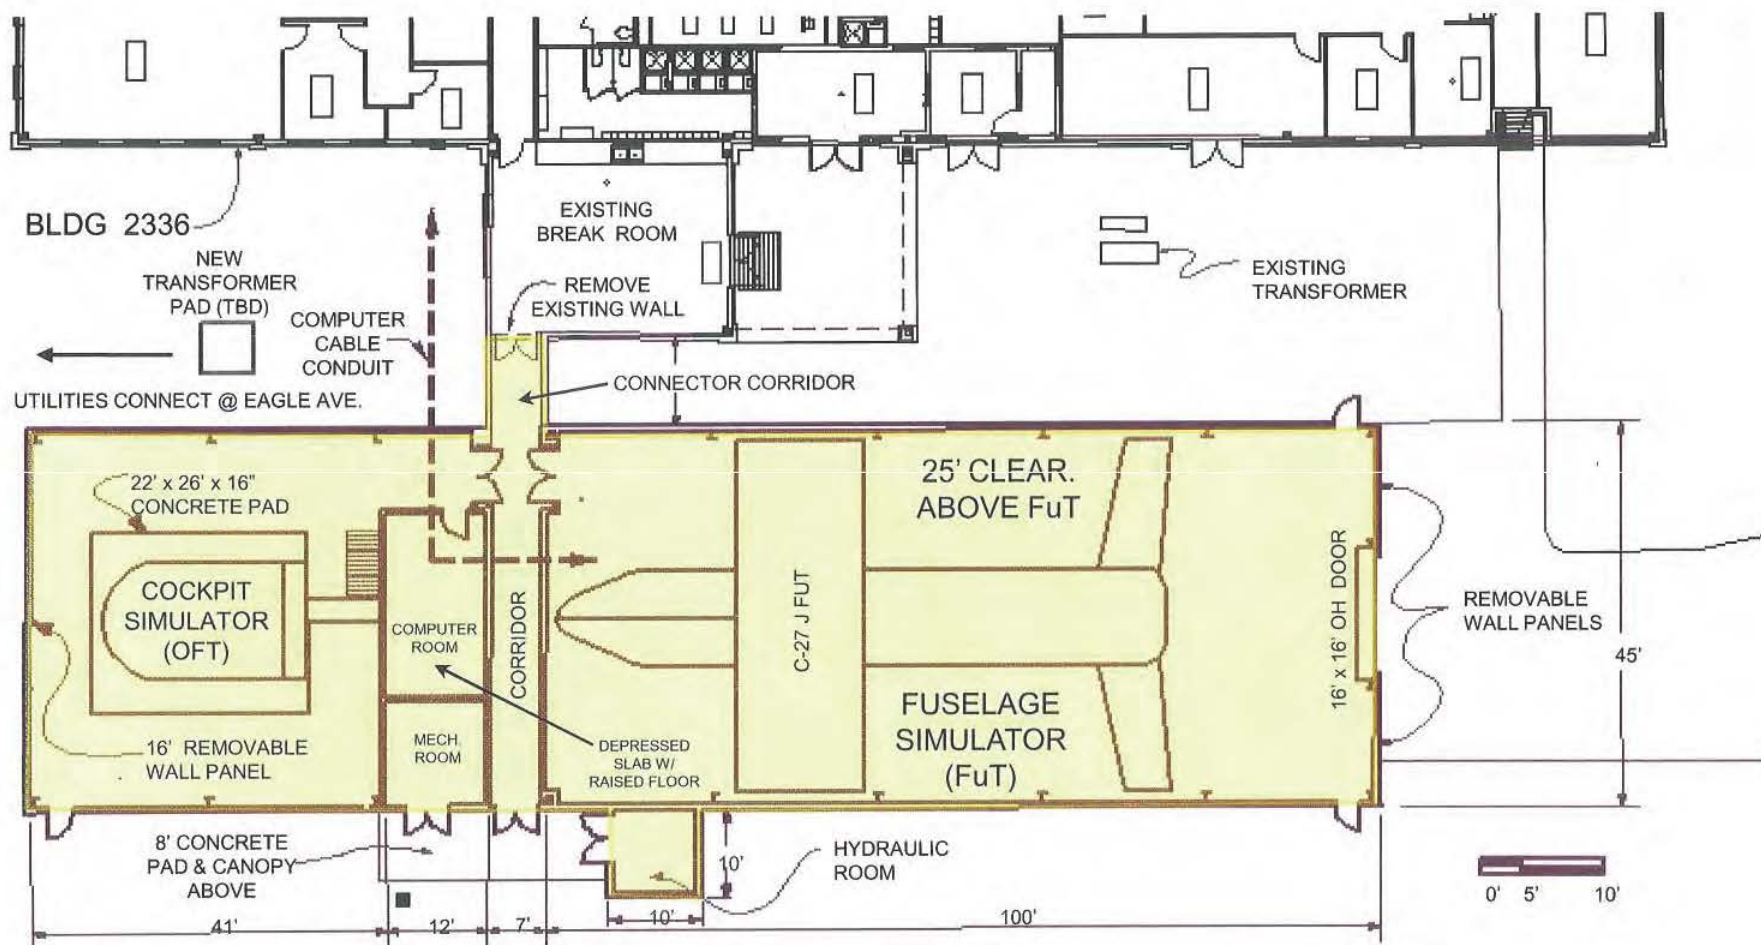 BLDG 2336
NEW
TRANSFORMER
PAD (TBD)
COMPUTER
CABLE
CONDUIT
UTILITIES CONNECT @ EAGLE AVE.
EXISTING
BREAK ROOM
REMOVE
EXISTING WALL
CONNECTOR CORRIDOR
EXISTING
TRANSFORMER
22' x 26' x 16"
CONCRETE PAD
COCKPIT
SIMULATOR
(OFT)
16' REMOVABLE
WALL PANEL
COMPUTER
ROOM
MECH.
ROOM
CORRIDOR
DEPRESSED
SLAB W/
RAISED FLOOR
C-27 J FUT
25' CLEAR.
ABOVE FuT
FUSELAGE
SIMULATOR
(FuT)
16' x 16' OH DOOR
REMOVABLE
WALL PANELS
45'
8' CONCRETE
PAD & CANOPY
ABOVE
HYDRAULIC
ROOM
10'
10'
41'
12'
7'
100'
0' 5' 10'